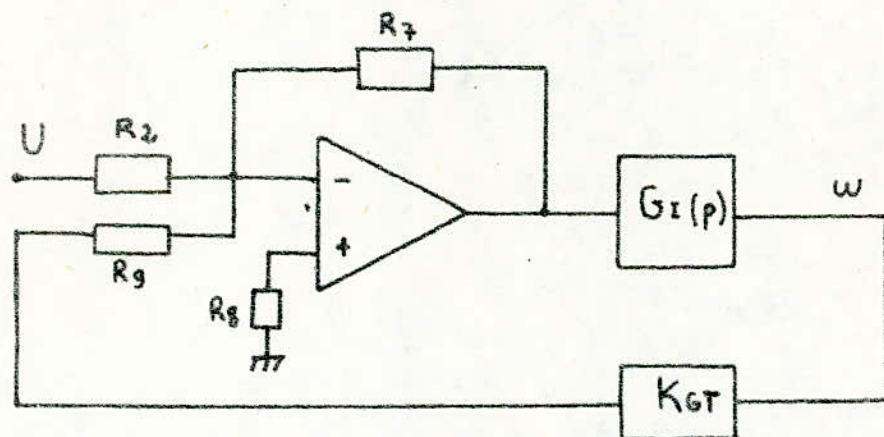 R7
U
R2
-
GI(p)
ω
+
R9
R8
KGT